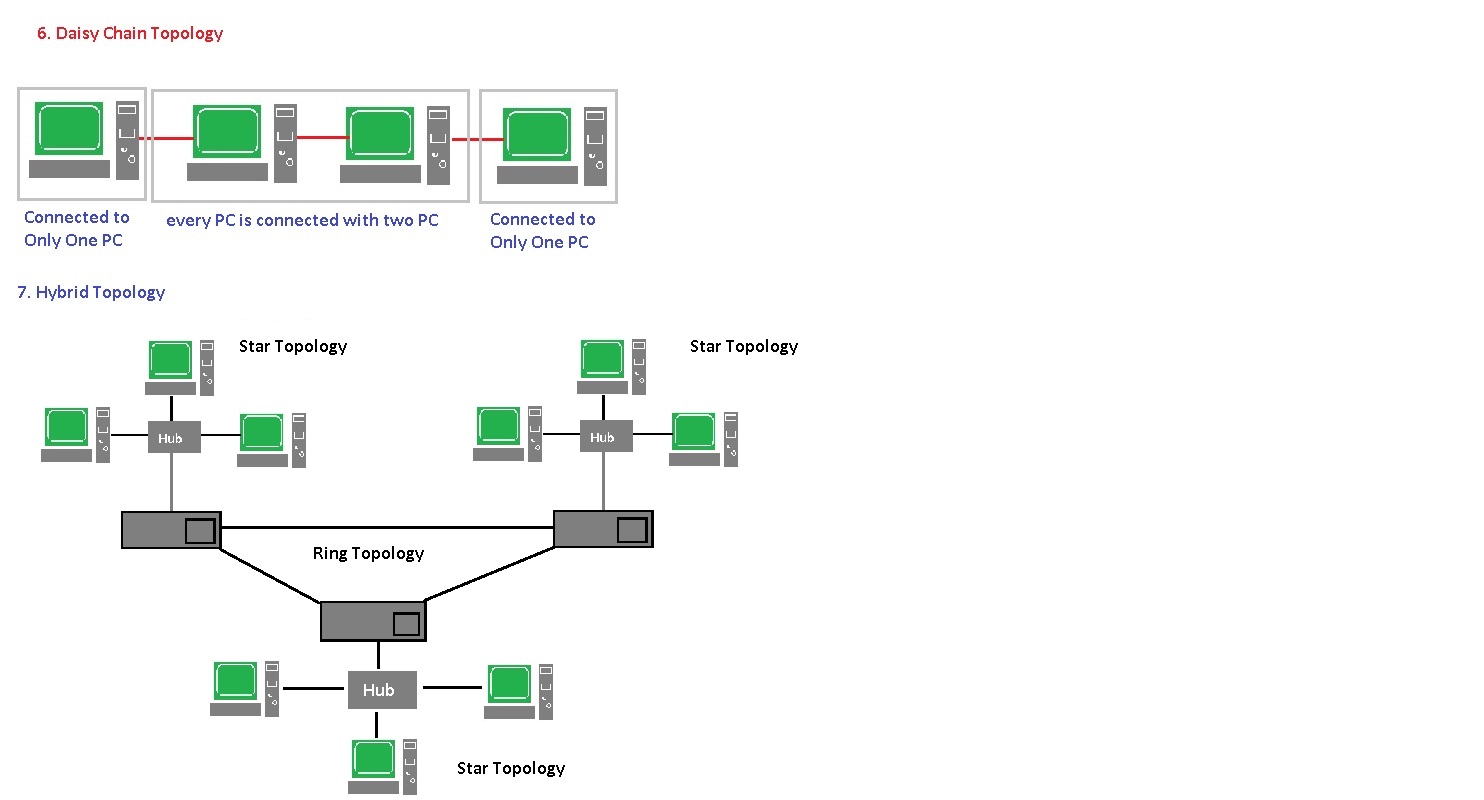 6. Daisy Chain Topology
Connected to
Only One PC
every PC is connected with two PC
Connected to
Only One PC
7. Hybrid Topology
Star Topology
Star Topology
Hub
Hub
Ring Topology
Hub
Star Topology